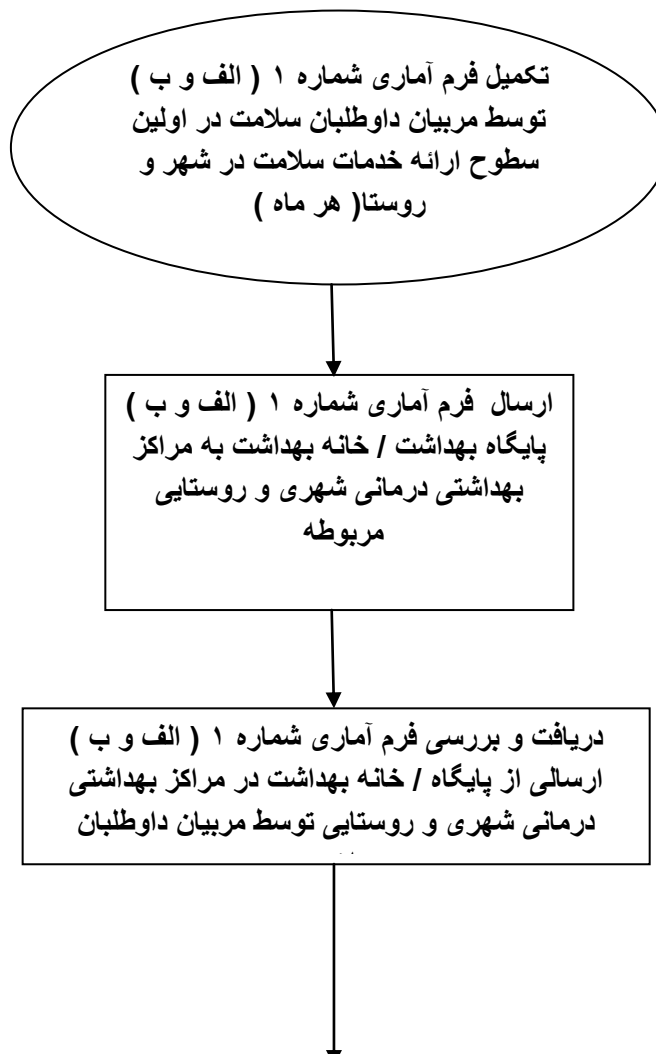 تکمیل فرم آماری شماره ۱ ( الف و ب )
توسط مربیان داوطلبان سلامت در اولین
سطوح ارائه خدمات سلامت در شهر و
روستا( هر ماه )
ارسال فرم آماری شماره ۱ ( الف و ب )
پایگاه بهداشت / خانه بهداشت به مراکز
بهداشتی درمانی شهری و روستایی
مربوطه
دریافت و بررسی فرم آماری شماره ۱ ( الف و ب )
ارسالی از پایگاه / خانه بهداشت در مراکز بهداشتی
درمانی شهری و روستایی توسط مربیان داوطلبان